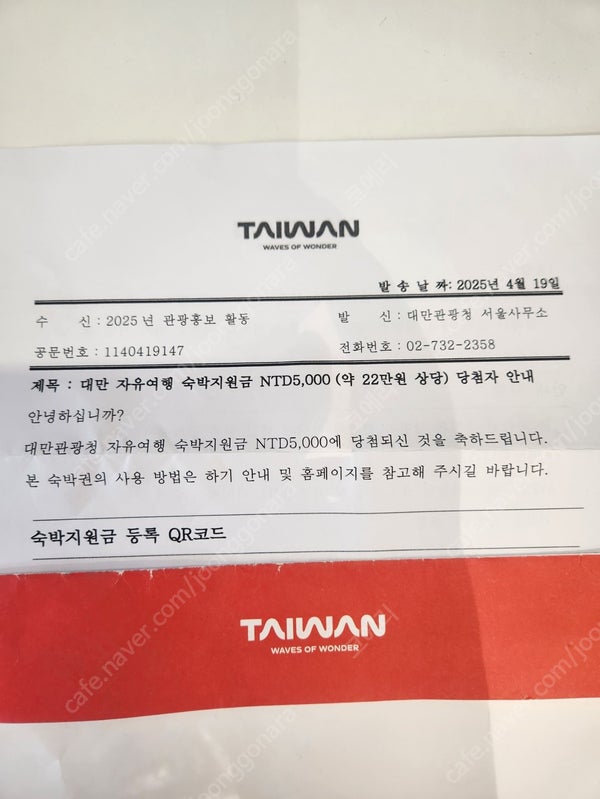 TAIWAN
WAVES OF WONDER
발 송 날 짜: 2025년 4월 19일
수 신 : 2025년 관광홍보 활동 발 신 : 대만관광청 서울사무소
공문번호 : 1140419147 전화번호 : 02-732-2358
제목 : 대만 자유여행 숙박지원금 NTD5,000 (약 22만원 상당) 당첨자 안내
안녕하십니까?
대만관광청 자유여행 숙박지원금 NTD5,000에 당첨되신 것을 축하드립니다.
본 숙박권의 사용 방법은 하기 안내 및 홈페이지를 참고해 주시길 바랍니다.
숙박지원금 등록 QR코드
TAIWAN
WAVES OF WONDER
cafe.naver.com/joonggonara